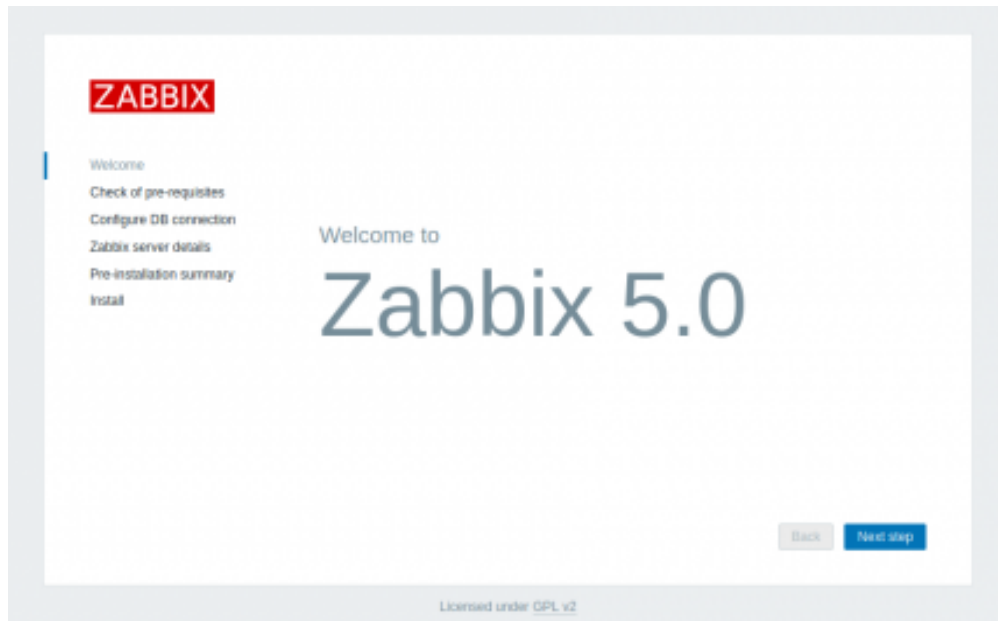 ZABBIX
Welcome
Check of pre-requisites
Configure DB connection
Zabbix server details
Pre-installation summary
Install
Welcome to
Zabbix 5.0
Back
Next step
Licensed under GPL v2